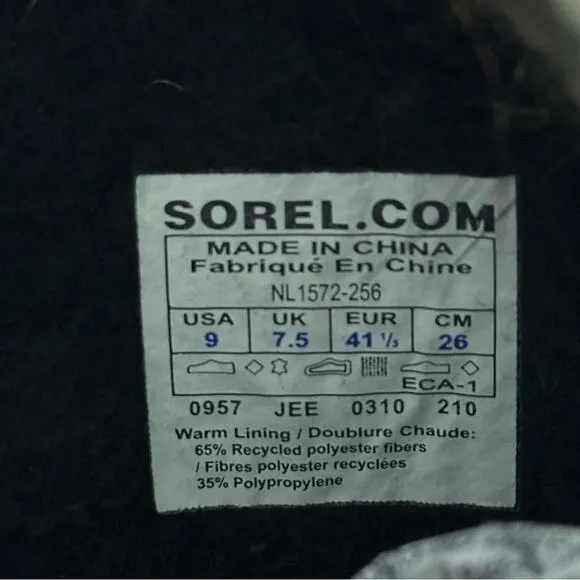 SOREL.COM
MADE IN CHINA
Fabriqué En Chine
NL1572-256
USA UK EUR CM
9 7.5 41 1/3 26
ECA-1
0957 JEE 0310 210
Warm Lining / Doublure Chaude:
65% Recycled polyester fibers
/ Fibres polyester recyclées
35% Polypropylene